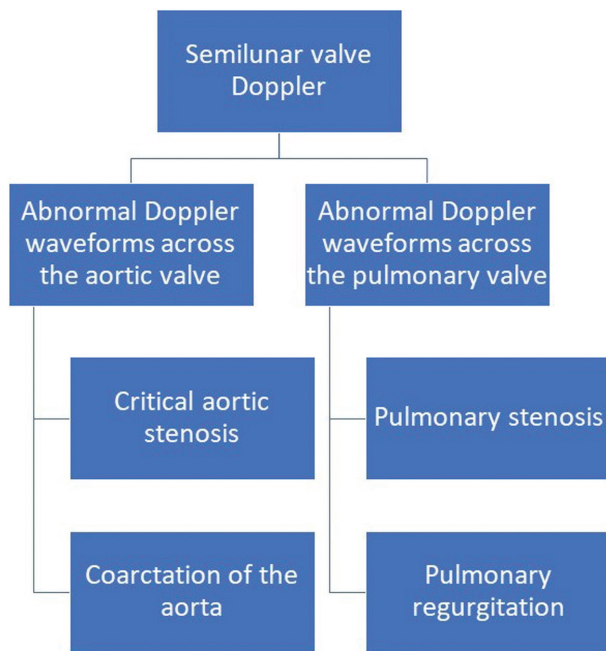 Semilunar valve
Doppler
Abnormal Doppler
waveforms across
the aortic valve
Abnormal Doppler
waveforms across
the pulmonary valve
Critical aortic
stenosis
Pulmonary stenosis
Coarctation of the
aorta
Pulmonary
regurgitation